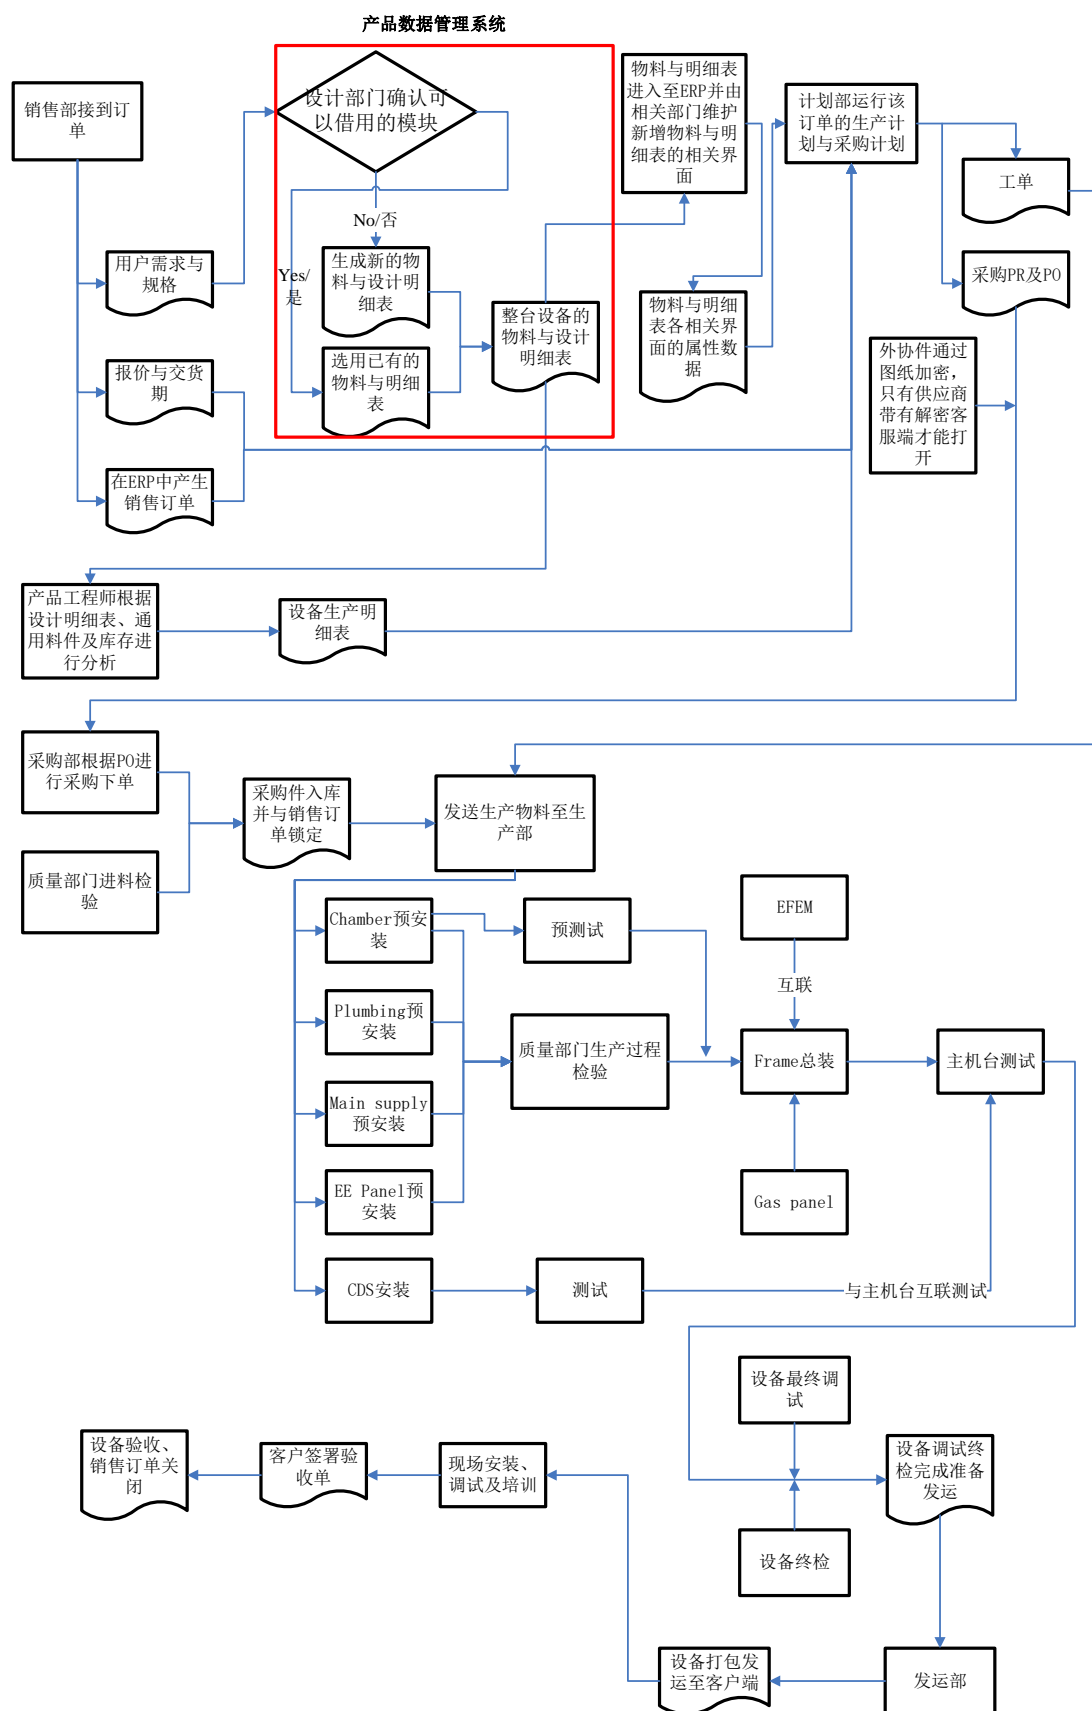 产品数据管理系统
销售部接到订
单
设计部门确认可
以借用的模块
物料与明细表
进入至ERP并由
相关部门维护
新增物料与明
细表的相关界
面
计划部运行该
订单的生产计
划与采购计划
工单
No/否
用户需求与
规格
Yes/
是
生成新的物
料与设计明
细表
整台设备的
物料与设计
明细表
物料与明细
表各相关界
面的属性数
据
采购PR及PO
报价与交货
期
选用已有的
物料与明细
表
外协件通过
图纸加密，
只有供应商
带有解密客
服端才能打
开
在ERP中产生
销售订单
产品工程师根据
设计明细表、通
用料件及库存进
行分析
设备生产明
细表
采购部根据PO进
行采购下单
采购件入库
并与销售订
单锁定
发送生产物料至生
产部
质量部门进料检
验
Chamber预安
装
预测试
EFEM
互联
Plumbing预
安装
质量部门生产过程
检验
Frame总装
主机台测试
Main supply
预安装
EE Panel预
安装
Gas panel
CDS安装
测试
与主机台互联测试
设备最终调
试
设备验收、
销售订单关
闭
客户签署验
收单
现场安装、
调试及培训
设备调试终
检完成准备
发运
设备终检
设备打包发
运至客户端
发运部